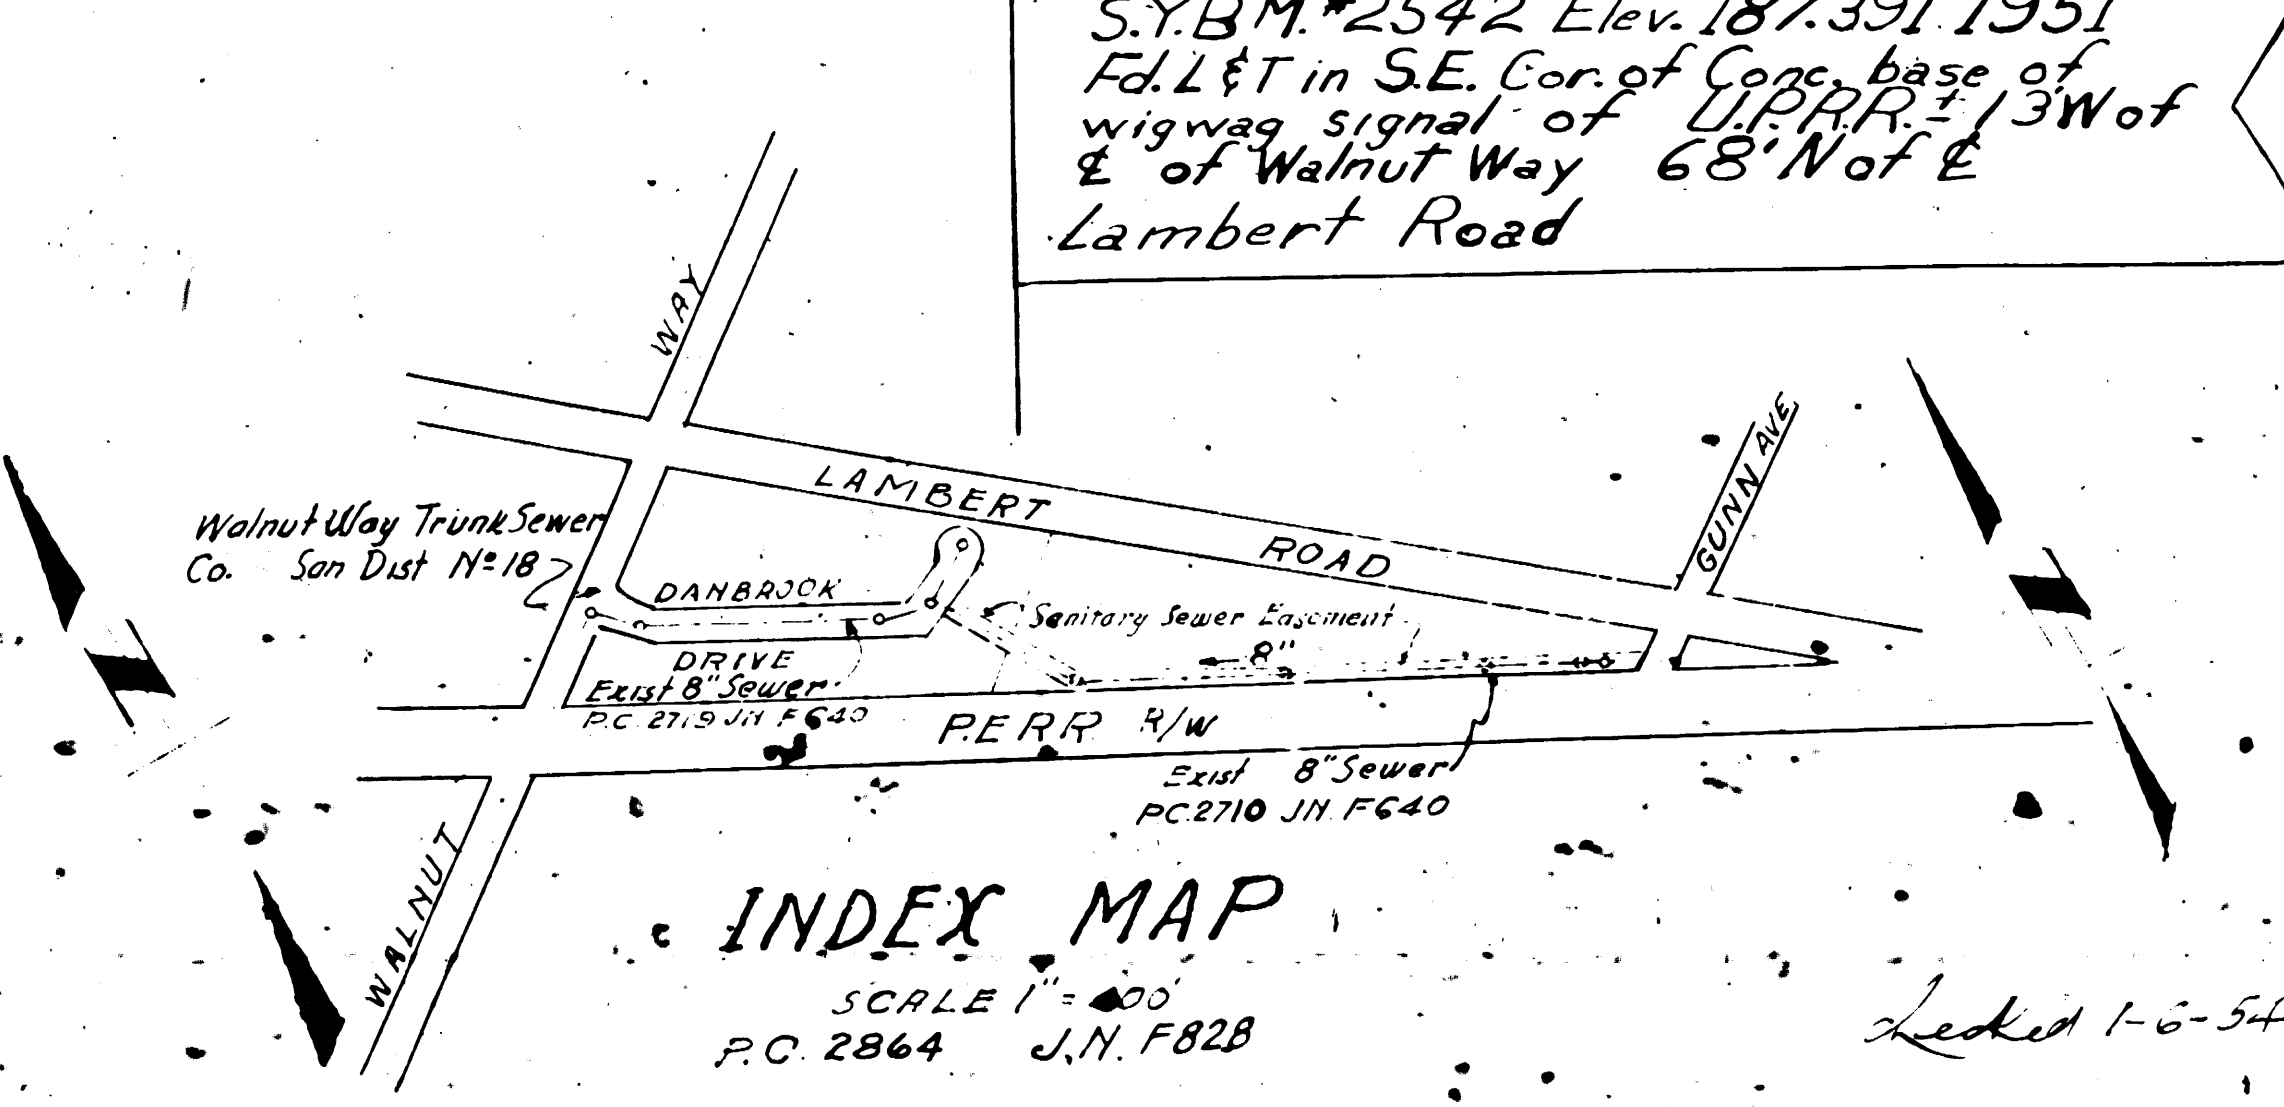 S.Y.B.M. #2542 Elev. 187.391 1951
Fd. L & T in S.E. Cor. of Conc. base of
wigwag signal of U.P.R.R. ± 13'W of
℄ of Walnut Way 68' N of ℄
Lambert Road
WAY
GUNN AVE
LAMBERT
ROAD
Walnut Way Trunk Sewer
Co. San Dist Nº 18
DANBROOK
Sanitary Sewer Easement
8"
DRIVE
Exist 8" Sewer
P.C. 2719 JN F640
P.E.R.R. R/W
Exist 8" Sewer
P.C. 2710 J.N. F640
WALNUT
N
N
INDEX MAP
SCALE 1" =
P.C. 2864 J.N. F828
checked 1-6-54